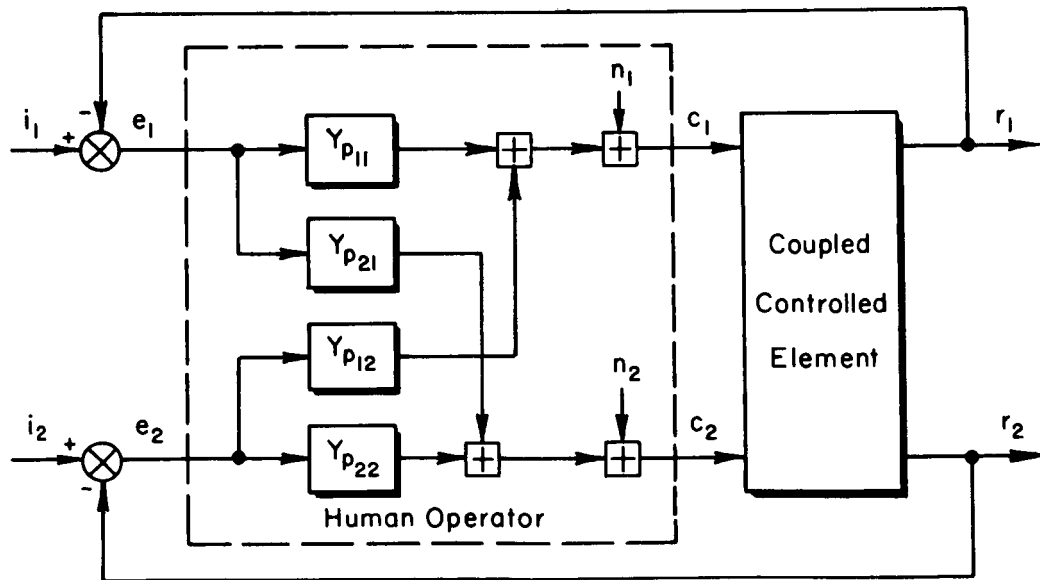 n₁
i₁ + - e₁ Yₚ₁₁ + + c₁ r₁
Yₚ₂₁
Coupled
Controlled
Element
Yₚ₁₂
n₂
i₂ + - e₂ Yₚ₂₂ + + c₂ r₂
Human Operator